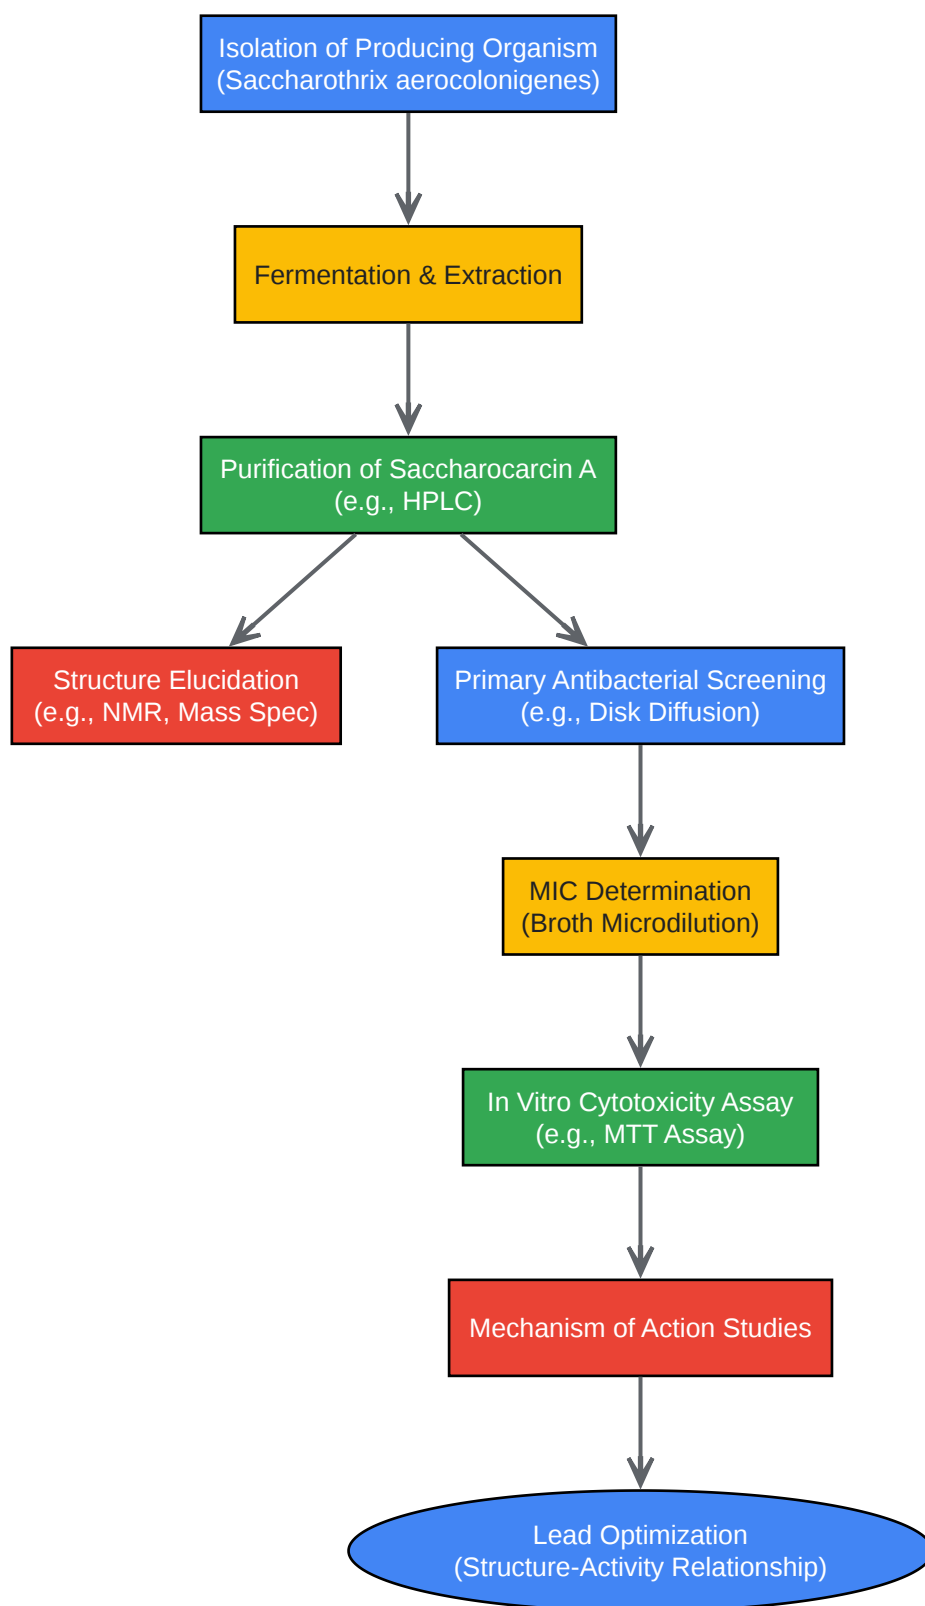 Isolation of Producing Organism
(Saccharothrix aerocolonigenes)
Fermentation & Extraction
Purification of Saccharocarcin A
(e.g., HPLC)
Structure Elucidation
(e.g., NMR, Mass Spec)
Primary Antibacterial Screening
(e.g., Disk Diffusion)
MIC Determination
(Broth Microdilution)
In Vitro Cytotoxicity Assay
(e.g., MTT Assay)
Mechanism of Action Studies
Lead Optimization
(Structure-Activity Relationship)